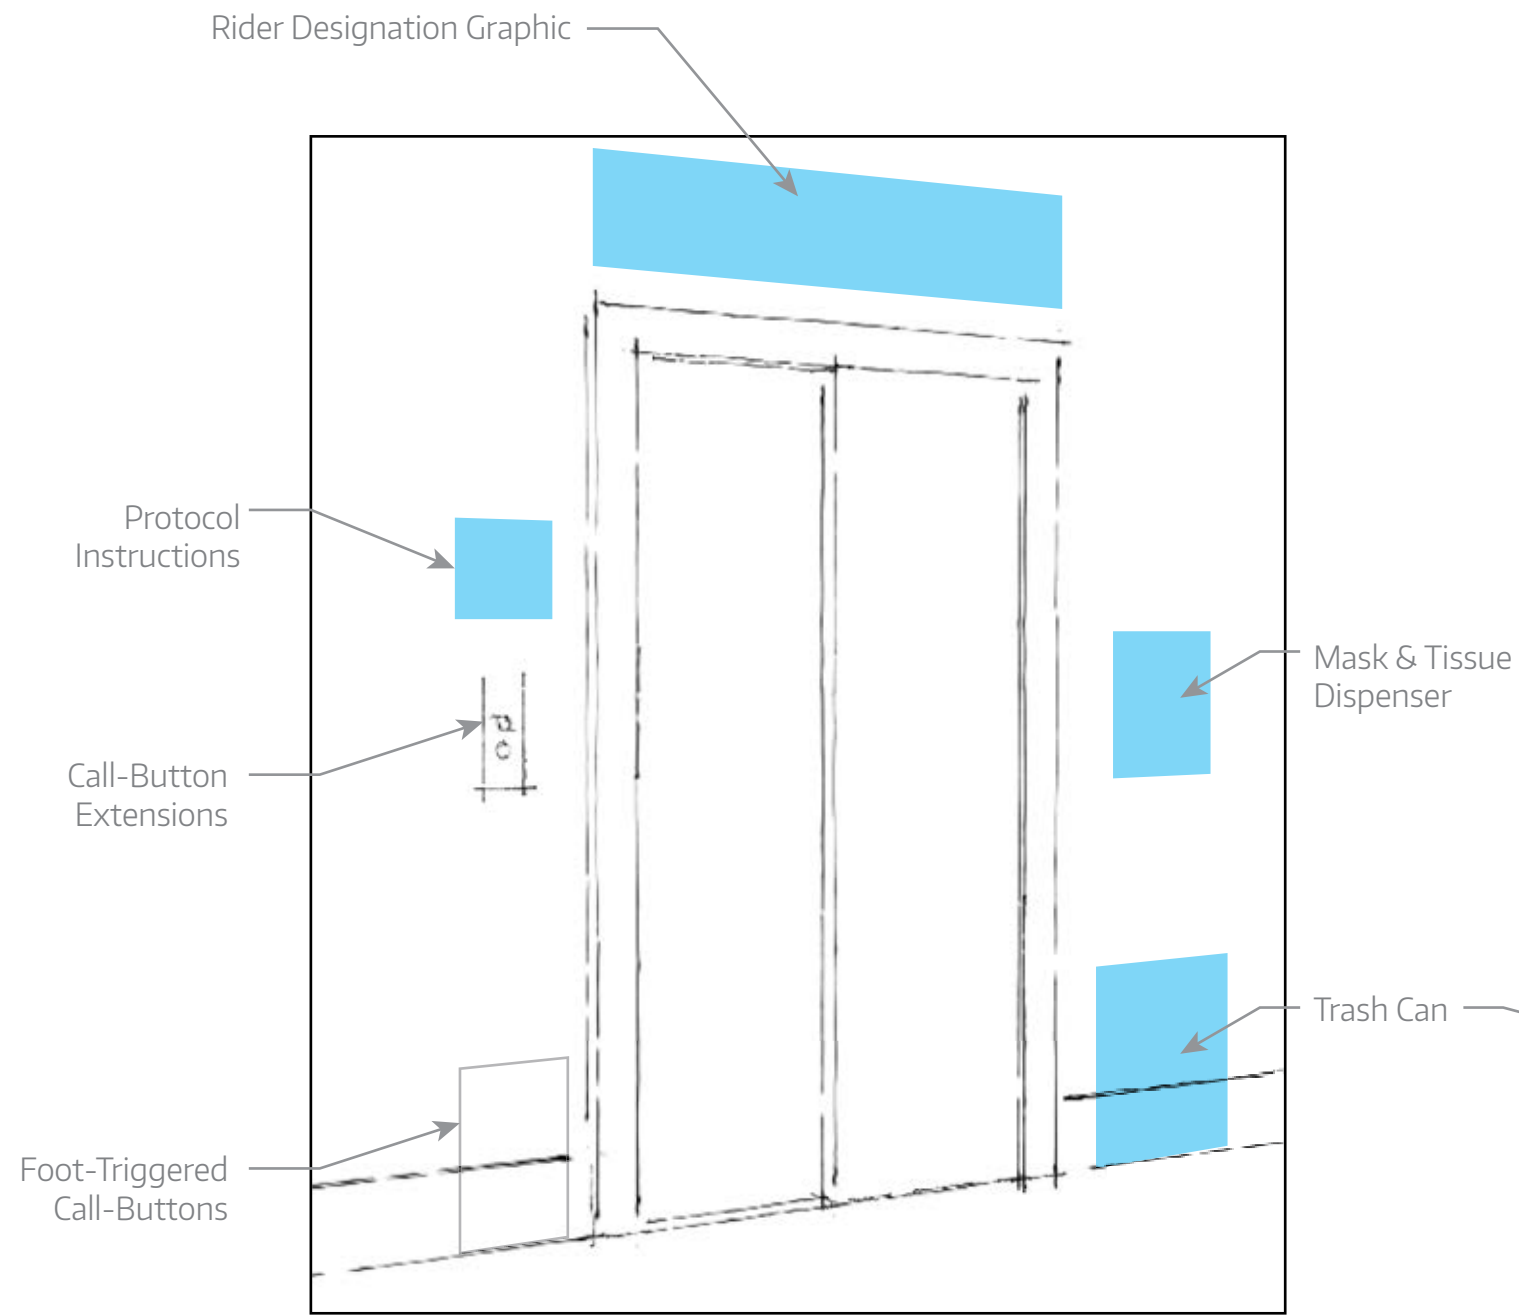 Rider Designation Graphic
Protocol
Instructions
Mask & Tissue
Dispenser
Call-Button
Extensions
Trash Can
Foot-Triggered
Call-Buttons